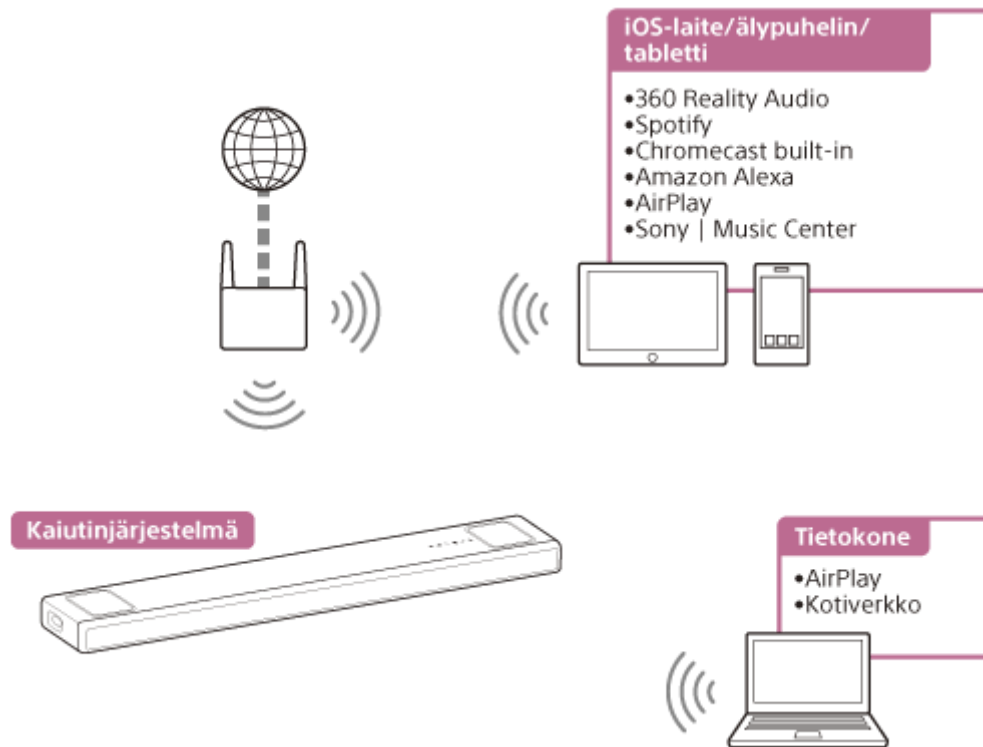 iOS-laite/älypuhelin/
tabletti
•360 Reality Audio
•Spotify
•Chromecast built-in
•Amazon Alexa
•AirPlay
•Sony | Music Center
Kaiutinjärjestelmä
Tietokone
•AirPlay
•Kotiverkko